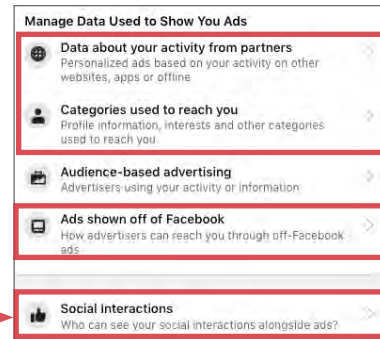 Manage Data Used to Show You Ads
Data about your activity from partners
Personalized ads based on your activity on other
websites, apps or offline
Categories used to reach you
Profile information, interests and other categories
used to reach you
Audience-based advertising
Advertisers using your activity or information
Ads shown off of Facebook
How advertisers can reach you through off-Facebook
ads
Social Interactions
Who can see your social interactions alongside ads?